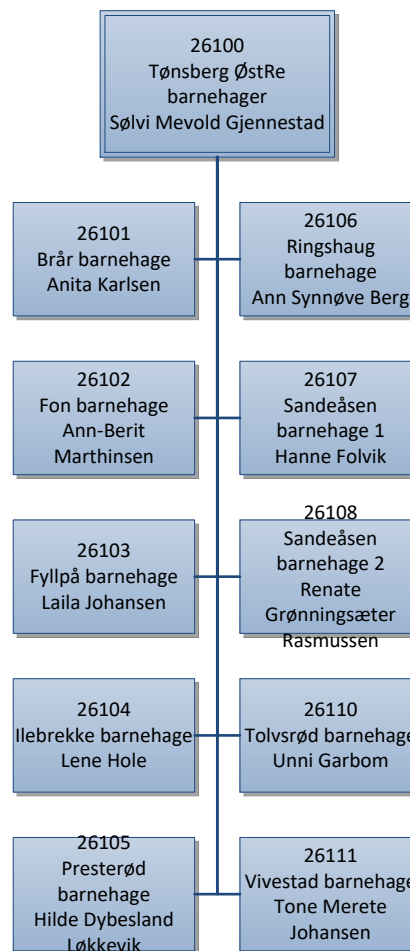 26100
Tønsberg ØstRe
barnehager
Sølvi Mevold Gjennestad
26101
Brår barnehage
Anita Karlsen
26106
Ringshaug
barnehage
Ann Synnøve Berg
26102
Fon barnehage
Ann-Berit
Marthinsen
26107
Sandeåsen
barnehage 1
Hanne Folvik
26103
Fyllpå barnehage
Laila Johansen
26108
Sandeåsen
barnehage 2
Renate
Grønningsæter
Rasmussen
26104
Ilebrekke barnehage
Lene Hole
26110
Tolvsrød barnehage
Unni Garbom
26105
Presterød
barnehage
Hilde Dybesland
Løkkevik
26111
Vivestad barnehage
Tone Merete
Johansen